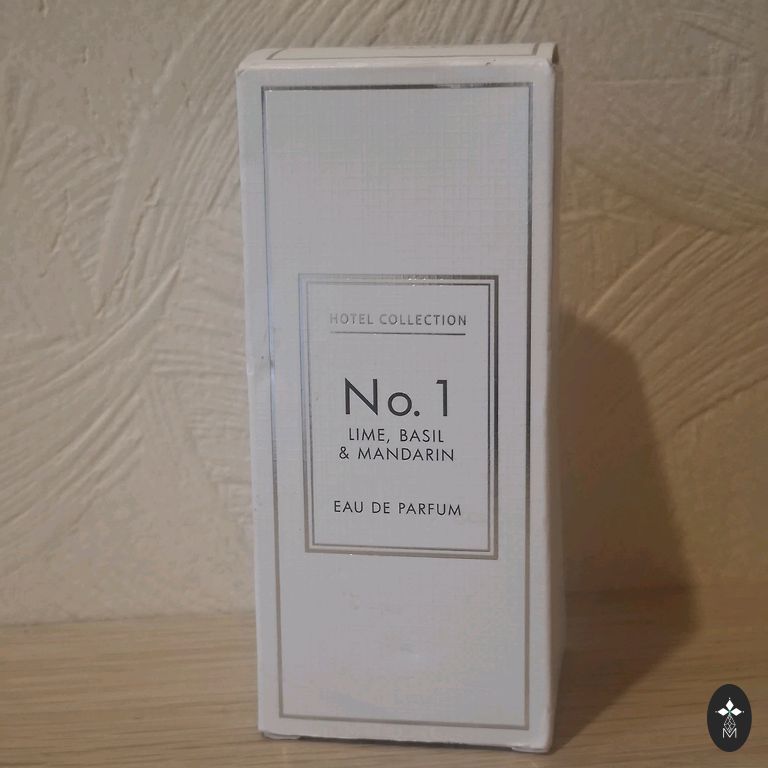 HOTEL COLLECTION
No. 1
LIME, BASIL
& MANDARIN
EAU DE PARFUM
M